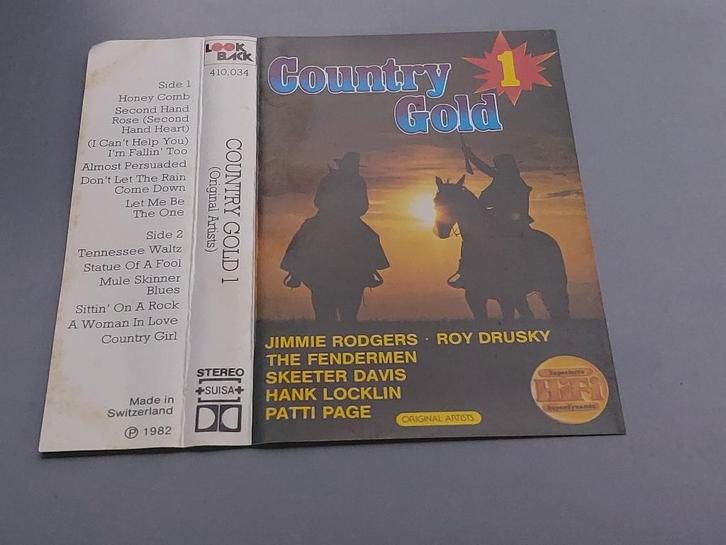 Side 1
Honey Comb
Second Hand
Rose (Second
Hand Heart)
(I Can't Help You)
I'm Fallin' Too
Almost Persuaded
Don't Let The Rain
Come Down
Let Me Be
The One
Side 2
Tennessee Waltz
Statue Of A Fool
Mule Skinner
Blues
Sittin' On A Rock
A Woman In Love
Country Girl
Made in
Switzerland
℗ 1982
LOOK
BACK
410.034
COUNTRY GOLD 1
(Original Artists)
STEREO
SUISA
Country
Gold
1
JIMMIE RODGERS · ROY DRUSKY
THE FENDERMEN
SKEETER DAVIS
HANK LOCKLIN
PATTI PAGE
ORIGINAL ARTISTS
HiFi
Superdynamic